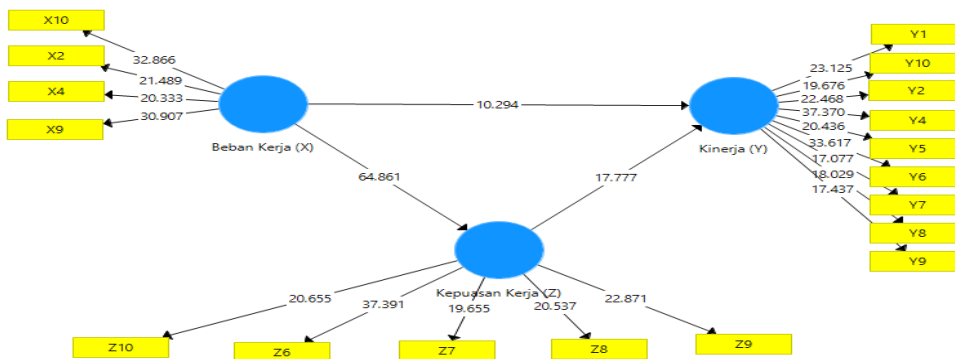 X10
X2
X4
X9
32.866
21.489
20.333
30.907
Beban Kerja (X)
10.294
64.861
17.777
Kinerja (Y)
23.125
19.676
22.468
37.370
20.436
33.617
17.077
18.029
17.437
Y1
Y10
Y2
Y4
Y5
Y6
Y7
Y8
Y9
Kepuasan Kerja (Z)
20.655
37.391
19.655
20.537
22.871
Z10
Z6
Z7
Z8
Z9